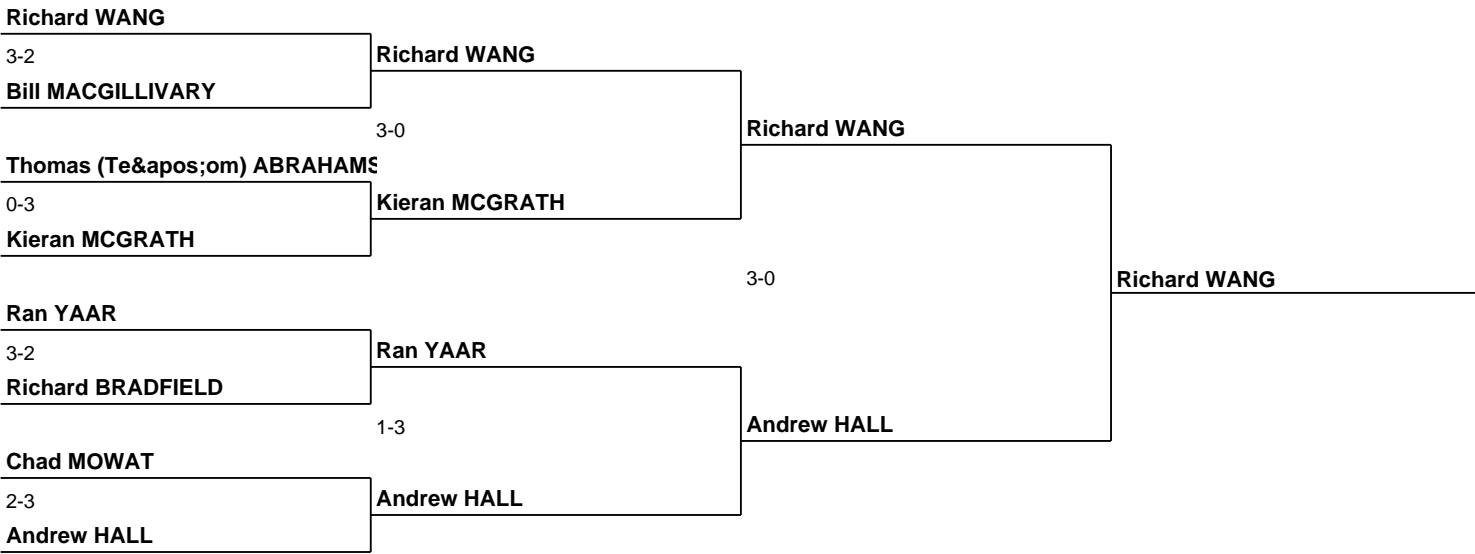 Richard WANG
3-2
Richard WANG
Bill MACGILLIVARY
3-0
Richard WANG
Thomas (Te&apos;om) ABRAHAMS
0-3
Kieran MCGRATH
Kieran MCGRATH
3-0
Richard WANG
Ran YAAR
3-2
Ran YAAR
Richard BRADFIELD
1-3
Andrew HALL
Chad MOWAT
2-3
Andrew HALL
Andrew HALL